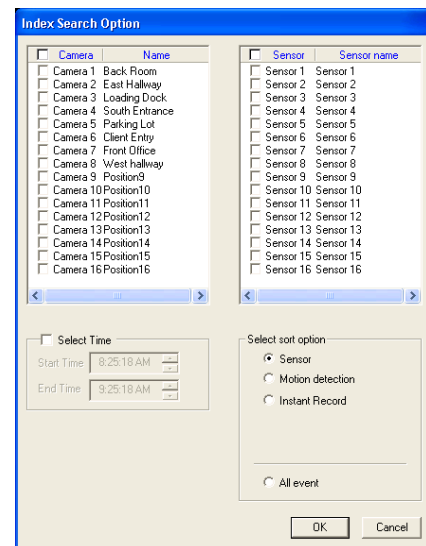 Index Search Option
Camera Name
Camera 1 Back Room
Camera 2 East Hallway
Camera 3 Loading Dock
Camera 4 South Entrance
Camera 5 Parking Lot
Camera 6 Client Entry
Camera 7 Front Office
Camera 8 West hallway
Camera 9 Position9
Camera 10 Position10
Camera 11 Position11
Camera 12 Position12
Camera 13 Position13
Camera 14 Position14
Camera 15 Position15
Camera 16 Position16
Sensor Sensor name
Sensor 1 Sensor 1
Sensor 2 Sensor 2
Sensor 3 Sensor 3
Sensor 4 Sensor 4
Sensor 5 Sensor 5
Sensor 6 Sensor 6
Sensor 7 Sensor 7
Sensor 8 Sensor 8
Sensor 9 Sensor 9
Sensor 10 Sensor 10
Sensor 11 Sensor 11
Sensor 12 Sensor 12
Sensor 13 Sensor 13
Sensor 14 Sensor 14
Sensor 15 Sensor 15
Sensor 16 Sensor 16
Select Time
Start Time 8:25:18 AM
End Time 9:25:18 AM
Select sort option
Sensor
Motion detection
Instant Record
All event
OK Cancel